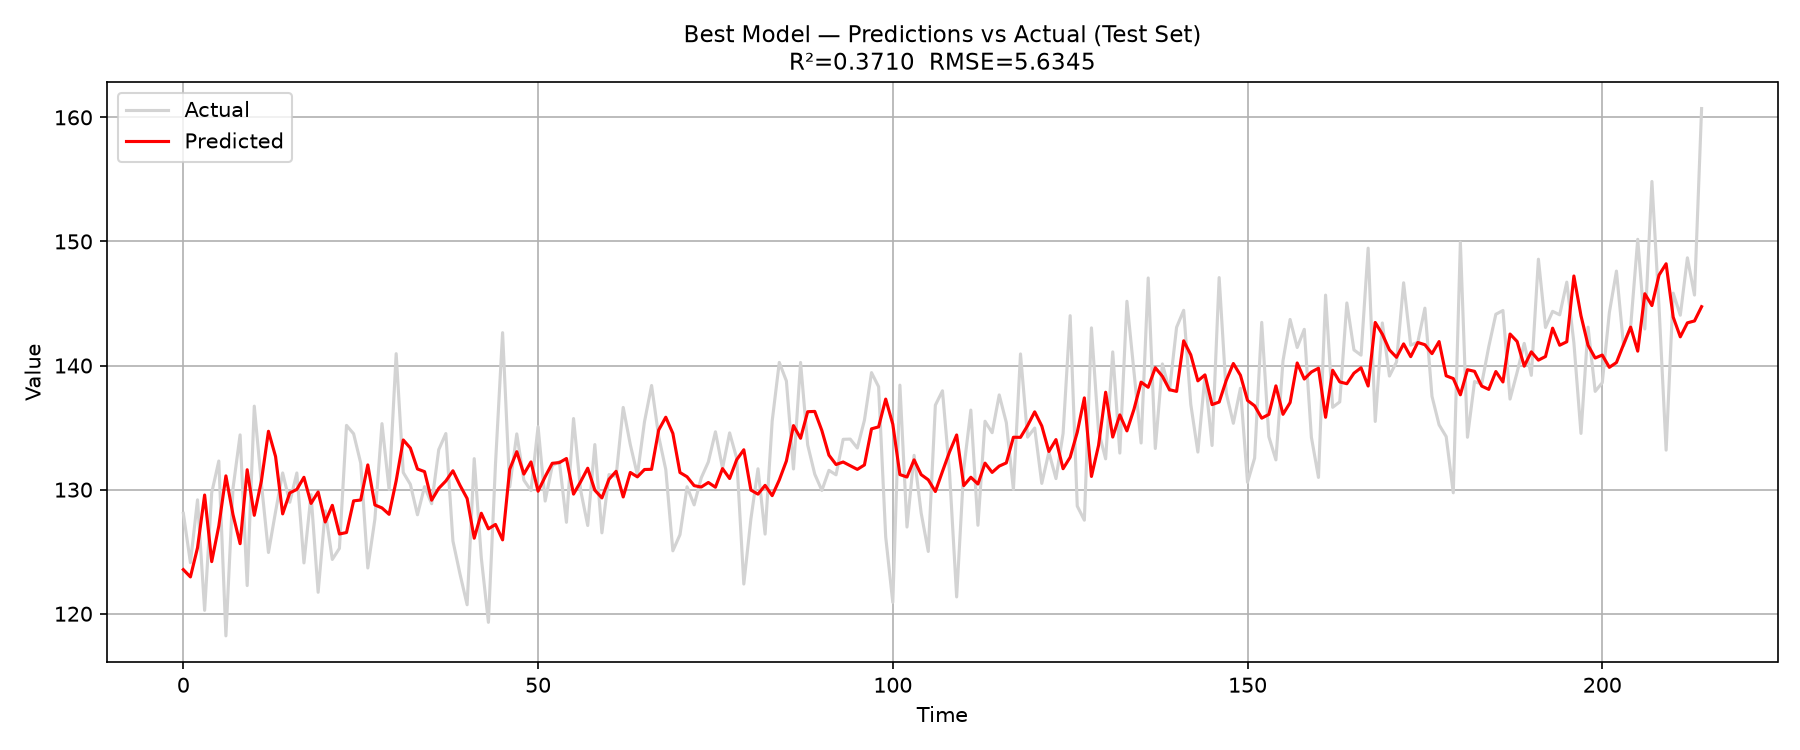 Best Model — Predictions vs Actual (Test Set)
R²=0.3710  RMSE=5.6345
Actual
Predicted
160
150
140
130
120
Value
0
50
100
150
200
Time